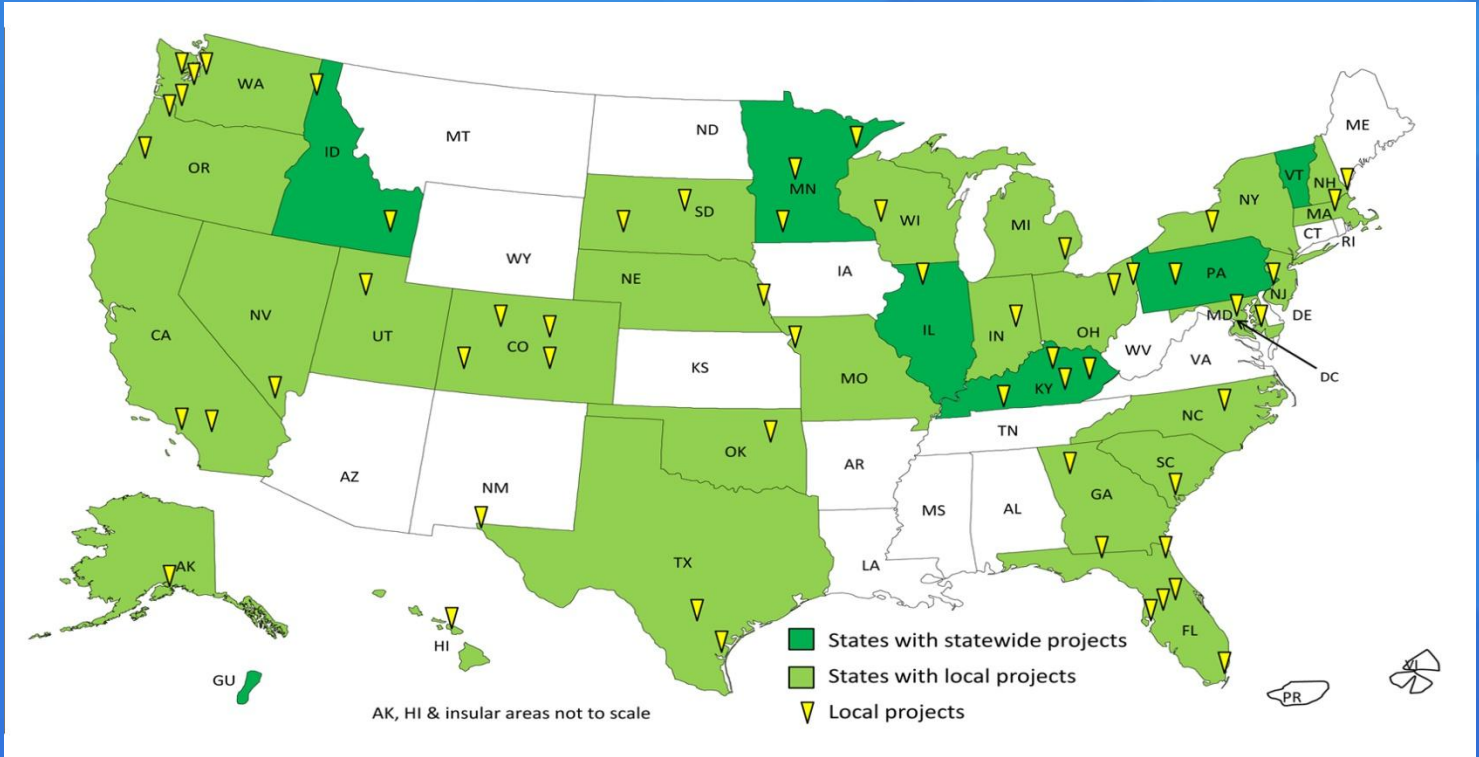 WA
MT
ND
ME
ID
OR
MN
VT
NH
SD
WI
NY
MI
MA
CT
RI
WY
IA
NE
PA
NV
NJ
CA
UT
CO
IL
IN
OH
MD
DE
WV
VA
KS
MO
KY
DC
NC
TN
OK
AR
SC
AZ
NM
GA
MS
AL
TX
LA
AK
FL
HI
States with statewide projects
GU
States with local projects
VI
PR
AK, HI & insular areas not to scale
Local projects